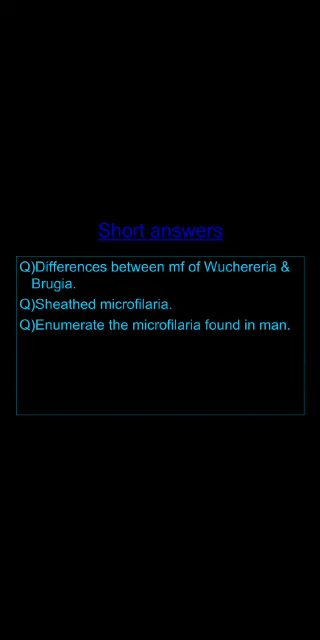 Short answers
Q)Differences between mf of Wuchereria &
Brugia.
Q)Sheathed microfilaria.
Q)Enumerate the microfilaria found in man.